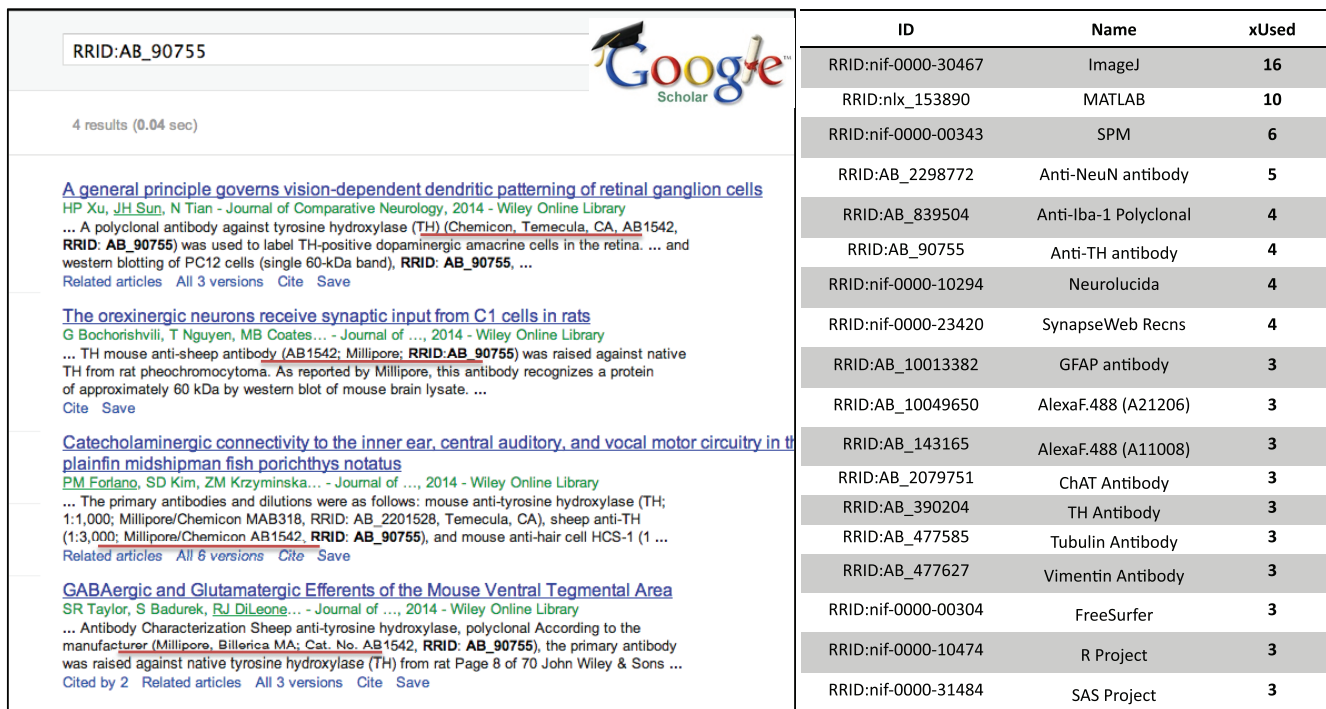 RRID:AB_90755
Google
Scholar
4 results (0.04 sec)
A general principle governs vision-dependent dendritic patterning of retinal ganglion cells
HP Xu, JH Sun, N Tian - Journal of Comparative Neurology, 2014 - Wiley Online Library
... A polyclonal antibody against tyrosine hydroxylase (TH) (Chemicon, Temecula, CA, AB1542,
RRID: AB_90755) was used to label TH-positive dopaminergic amacrine cells in the retina. ... and
western blotting of PC12 cells (single 60-kDa band), RRID: AB_90755, ...
Related articles All 3 versions Cite Save
The orexinergic neurons receive synaptic input from C1 cells in rats
G Bochorishvili, T Nguyen, MB Coates... - Journal of ..., 2014 - Wiley Online Library
... TH mouse anti-sheep antibody (AB1542; Millipore; RRID:AB_90755) was raised against native
TH from rat pheochromocytoma. As reported by Millipore, this antibody recognizes a protein
of approximately 60 kDa by western blot of mouse brain lysate. ...
Cite Save
Catecholaminergic connectivity to the inner ear, central auditory, and vocal motor circuitry in th
plainfin midshipman fish porichthys notatus
PM Forlano, SD Kim, ZM Krzyminska... - Journal of ..., 2014 - Wiley Online Library
... The primary antibodies and dilutions were as follows: mouse anti-tyrosine hydroxylase (TH;
1:1,000; Millipore/Chemicon MAB318, RRID: AB_2201528, Temecula, CA), sheep anti-TH
(1:3,000; Millipore/Chemicon AB1542, RRID: AB_90755), and mouse anti-hair cell HCS-1 (1 ...
Related articles All 6 versions Cite Save
GABAergic and Glutamatergic Efferents of the Mouse Ventral Tegmental Area
SR Taylor, S Badurek, RJ DiLeone... - Journal of ..., 2014 - Wiley Online Library
... Antibody Characterization Sheep anti-tyrosine hydroxylase, polyclonal According to the
manufacturer (Millipore, Billerica MA; Cat. No. AB1542, RRID: AB_90755), the primary antibody
was raised against native tyrosine hydroxylase (TH) from rat Page 8 of 70 John Wiley & Sons ...
Cited by 2 Related articles All 3 versions Cite Save
ID Name xUsed
RRID:nif-0000-30467 ImageJ 16
RRID:nlx_153890 MATLAB 10
RRID:nif-0000-00343 SPM 6
RRID:AB_2298772 Anti-NeuN antibody 5
RRID:AB_839504 Anti-Iba-1 Polyclonal 4
RRID:AB_90755 Anti-TH antibody 4
RRID:nif-0000-10294 Neurolucida 4
RRID:nif-0000-23420 SynapseWeb Recns 4
RRID:AB_10013382 GFAP antibody 3
RRID:AB_10049650 AlexaF.488 (A21206) 3
RRID:AB_143165 AlexaF.488 (A11008) 3
RRID:AB_2079751 ChAT Antibody 3
RRID:AB_390204 TH Antibody 3
RRID:AB_477585 Tubulin Antibody 3
RRID:AB_477627 Vimentin Antibody 3
RRID:nif-0000-00304 FreeSurfer 3
RRID:nif-0000-10474 R Project 3
RRID:nif-0000-31484 SAS Project 3